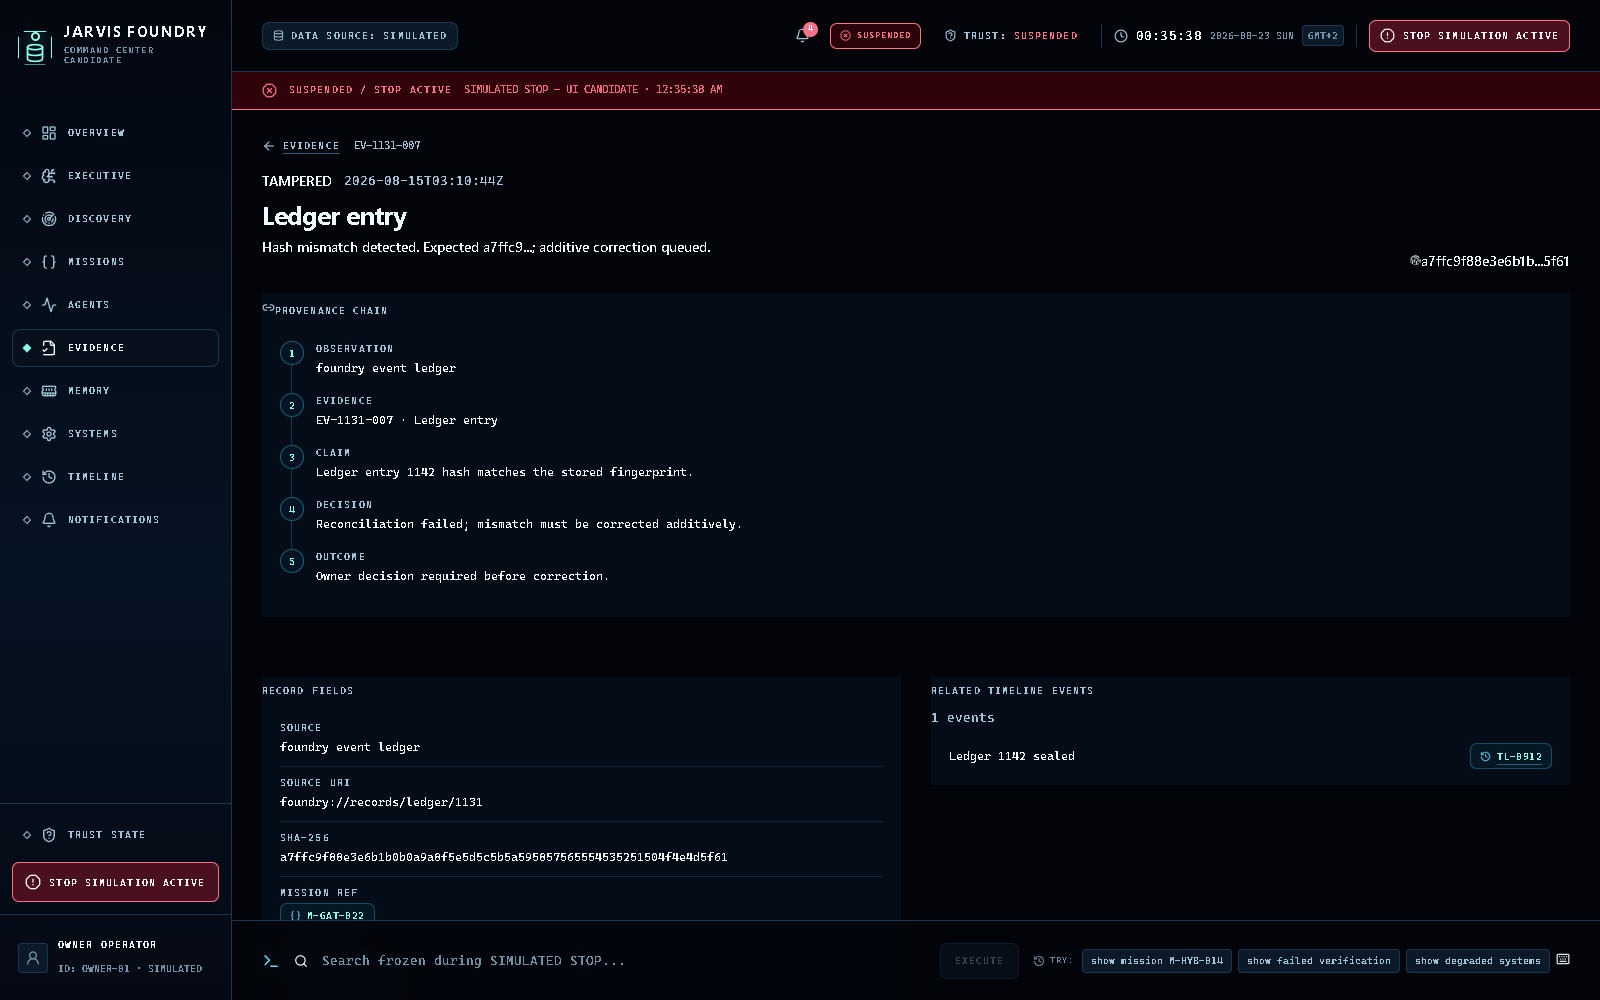 JARVIS FOUNDRY
COMMAND CENTER
CANDIDATE
OVERVIEW
EXECUTIVE
DISCOVERY
MISSIONS
AGENTS
EVIDENCE
MEMORY
SYSTEMS
TIMELINE
NOTIFICATIONS
TRUST STATE
STOP SIMULATION ACTIVE
OWNER OPERATOR
ID: OWNER-01 • SIMULATED
DATA SOURCE: SIMULATED
4
SUSPENDED
TRUST: SUSPENDED
00:35:38 2026-08-23 SUN GMT+2
STOP SIMULATION ACTIVE
SUSPENDED / STOP ACTIVE SIMULATED STOP — UI CANDIDATE · 12:35:38 AM
EVIDENCE EV-1131-007
TAMPERED 2026-08-15T03:10:44Z
Ledger entry
Hash mismatch detected. Expected a7ffc9...; additive correction queued.
a7ffc9f88e3e6b1b...5f61
PROVENANCE CHAIN
1 OBSERVATION
foundry event ledger
2 EVIDENCE
EV-1131-007 · Ledger entry
3 CLAIM
Ledger entry 1142 hash matches the stored fingerprint.
4 DECISION
Reconciliation failed; mismatch must be corrected additively.
5 OUTCOME
Owner decision required before correction.
RECORD FIELDS
SOURCE
foundry event ledger
SOURCE URI
foundry://records/ledger/1131
SHA-256
MISSION REF
M-GAT-022
RELATED TIMELINE EVENTS
1 events
Ledger 1142 sealed
TL-0912
Search frozen during SIMULATED STOP...
EXECUTE
TRY:
show mission M-HYB-014
show failed verification
show degraded systems